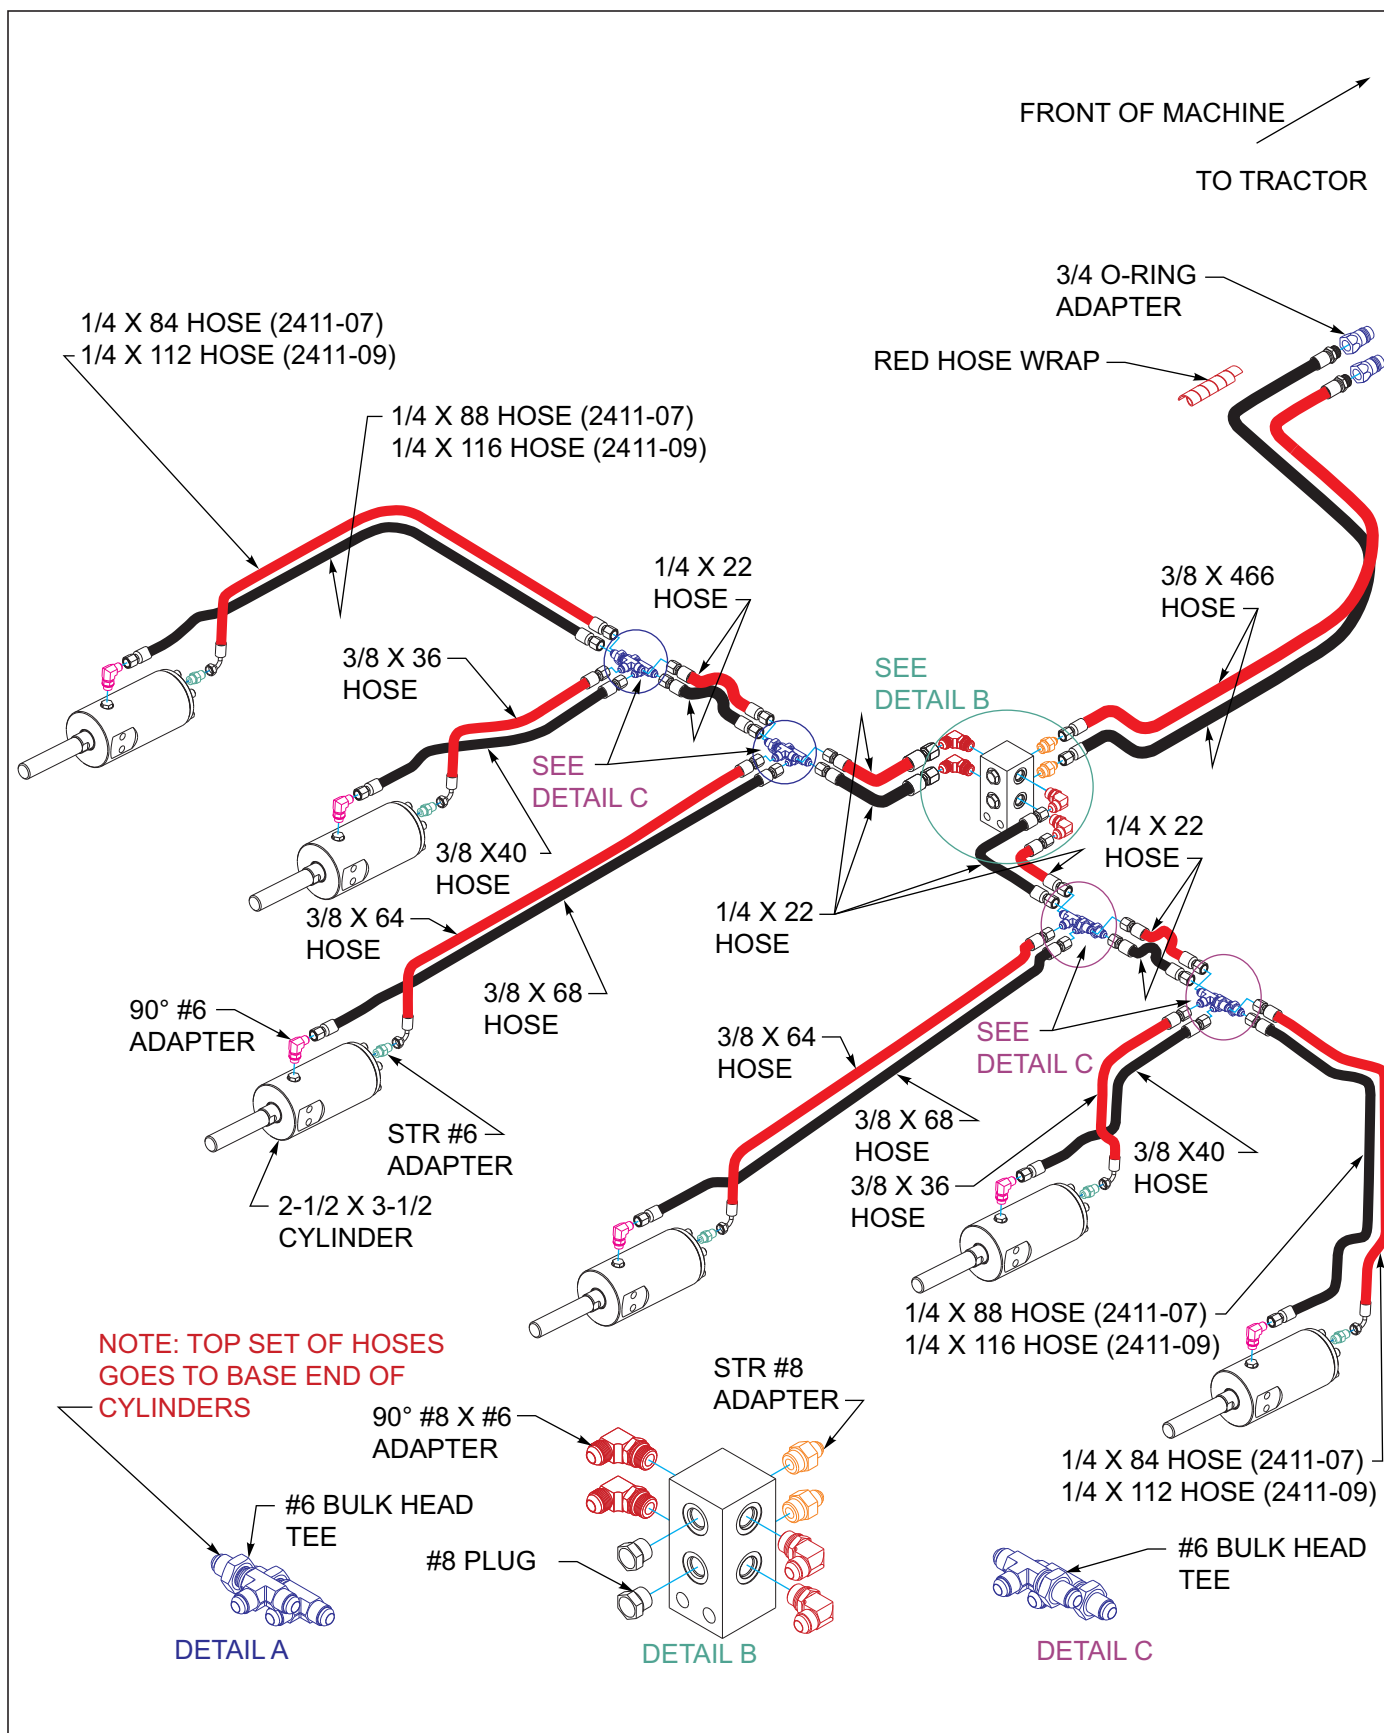 FRONT OF MACHINE
TO TRACTOR
3/4 O-RING
ADAPTER
RED HOSE WRAP
1/4 X 84 HOSE (2411-07)
1/4 X 112 HOSE (2411-09)
1/4 X 88 HOSE (2411-07)
1/4 X 116 HOSE (2411-09)
1/4 X 22
HOSE
3/8 X 466
HOSE
3/8 X 36
HOSE
SEE
DETAIL B
SEE
DETAIL C
3/8 X40
HOSE
1/4 X 22
HOSE
3/8 X 64
HOSE
1/4 X 22
HOSE
3/8 X 68
HOSE
90° #6
ADAPTER
3/8 X 64
HOSE
SEE
DETAIL C
STR #6
ADAPTER
3/8 X 68
HOSE
3/8 X40
HOSE
3/8 X 36
HOSE
2-1/2 X 3-1/2
CYLINDER
1/4 X 88 HOSE (2411-07)
1/4 X 116 HOSE (2411-09)
NOTE: TOP SET OF HOSES
GOES TO BASE END OF
CYLINDERS
STR #8
ADAPTER
90° #8 X #6
ADAPTER
1/4 X 84 HOSE (2411-07)
1/4 X 112 HOSE (2411-09)
#6 BULK HEAD
TEE
#8 PLUG
#6 BULK HEAD
TEE
DETAIL A
DETAIL B
DETAIL C